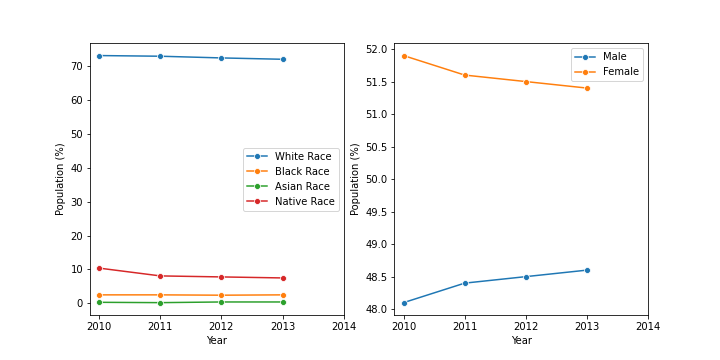 70
60
50
40
30
20
10
0
Population (%)
2010 2011 2012 2013 2014
Year
White Race
Black Race
Asian Race
Native Race
52.0
51.5
51.0
50.5
50.0
49.5
49.0
48.5
48.0
Population (%)
2010 2011 2012 2013 2014
Year
Male
Female